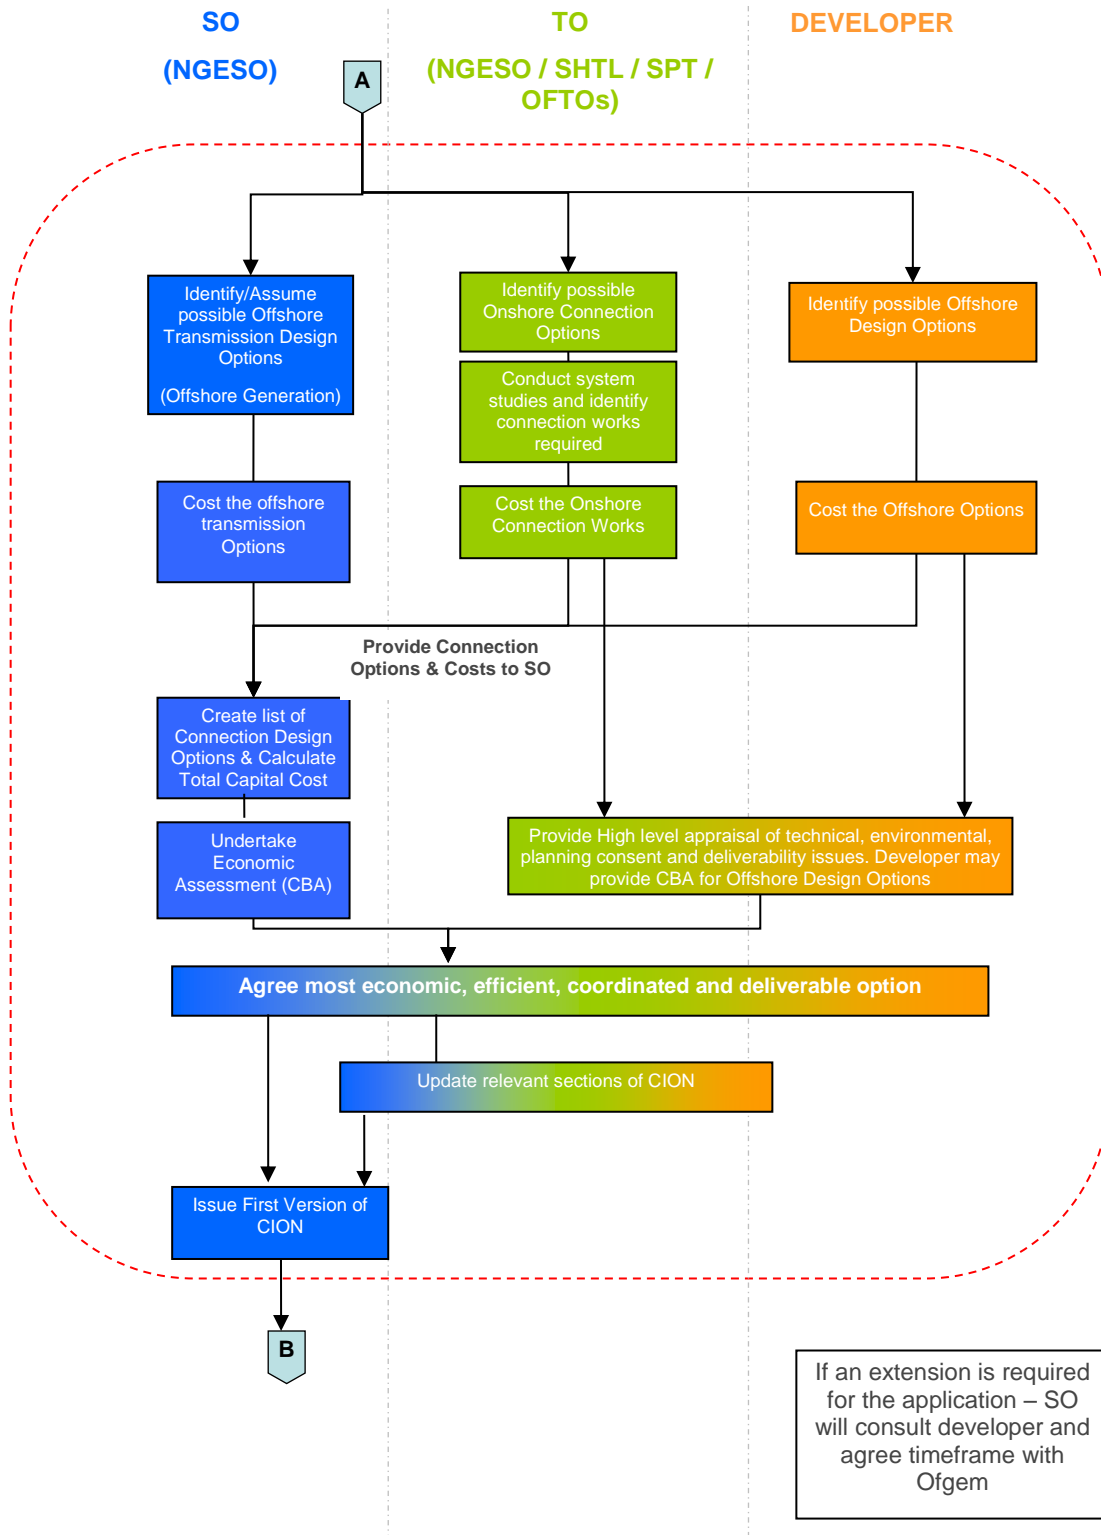 SO
(NGESO)
TO
(NGESO / SHTL / SPT /
OFTOs)
DEVELOPER
A
Identify/Assume
possible Offshore
Transmission Design
Options
(Offshore Generation)
Identify possible
Onshore Connection
Options
Identify possible Offshore
Design Options
Conduct system
studies and identify
connection works
required
Cost the offshore
transmission
Options
Cost the Onshore
Connection Works
Cost the Offshore Options
Provide Connection
Options & Costs to SO
Create list of
Connection Design
Options & Calculate
Total Capital Cost
Undertake
Economic
Assessment (CBA)
Provide High level appraisal of technical, environmental,
planning consent and deliverability issues. Developer may
provide CBA for Offshore Design Options
Agree most economic, efficient, coordinated and deliverable option
Update relevant sections of CION
Issue First Version of
CION
B
If an extension is required
for the application – SO
will consult developer and
agree timeframe with
Ofgem